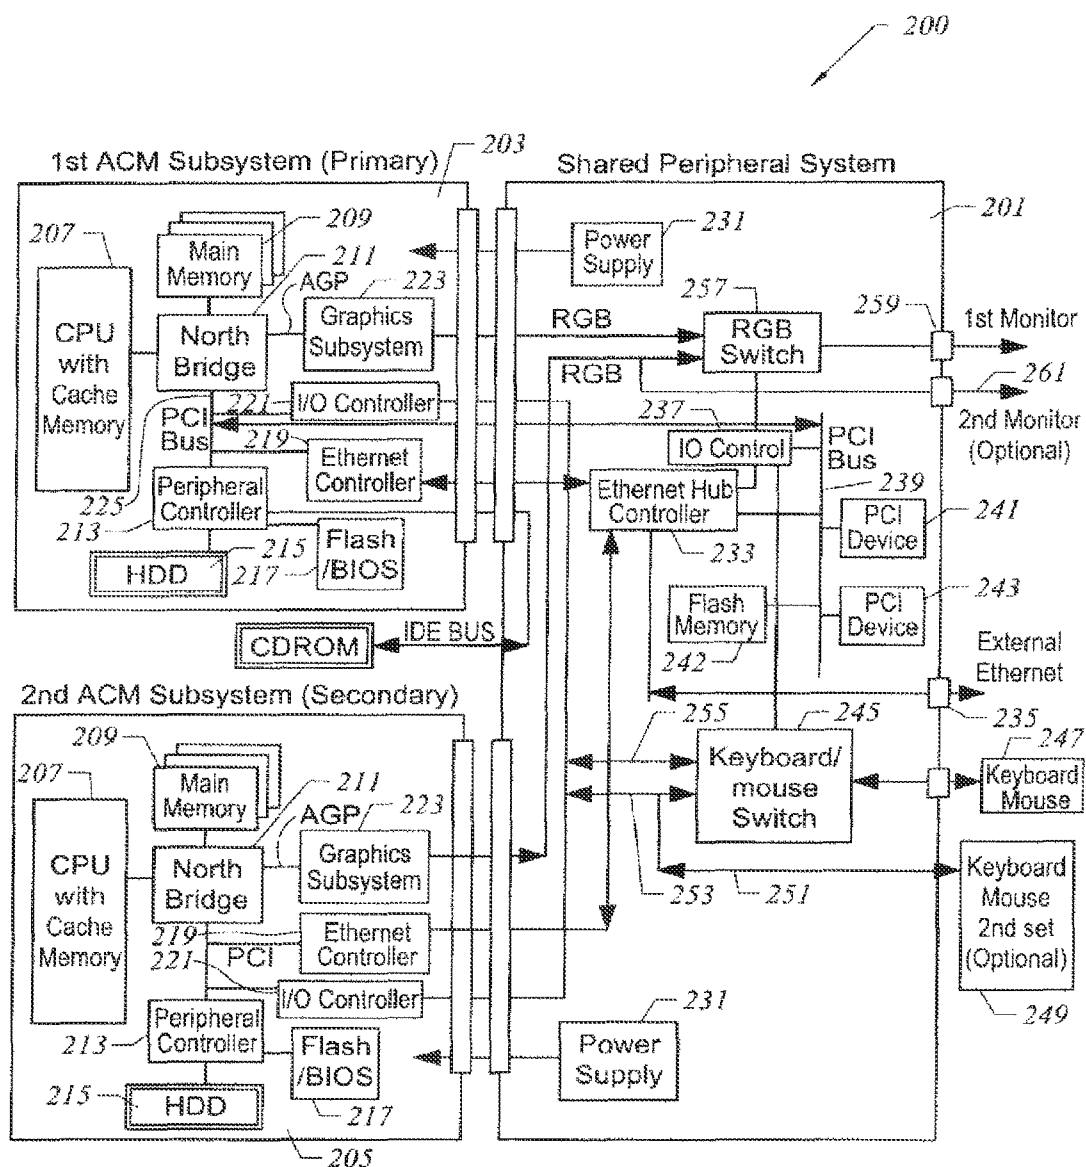 200
1st ACM Subsystem (Primary)
203
Shared Peripheral System
201
207
209
Main
Memory
211
AGP
223
CPU
with
Cache
Memory
North
Bridge
Graphics
Subsystem
221
I/O Controller
PCI
Bus
219
Ethernet
Controller
225
Peripheral
Controller
213
215
HDD
217
Flash
/BIOS
231
Power
Supply
257
259
RGB
RGB
Switch
1st Monitor
RGB
261
237
2nd Monitor
(Optional)
IO Control
PCI
Bus
Ethernet Hub
Controller
239
233
PCI
Device
241
Flash
Memory
242
PCI
Device
243
CDROM
IDE BUS
External
Ethernet
235
2nd ACM Subsystem (Secondary)
209
207
Main
Memory
211
AGP
223
CPU
with
Cache
Memory
North
Bridge
Graphics
Subsystem
219
Ethernet
Controller
PCI
221
I/O Controller
Peripheral
Controller
213
Flash
/BIOS
215
HDD
217
205
255
245
Keyboard/
mouse
Switch
247
Keyboard
Mouse
253
251
Keyboard
Mouse
2nd set
(Optional)
249
231
Power
Supply